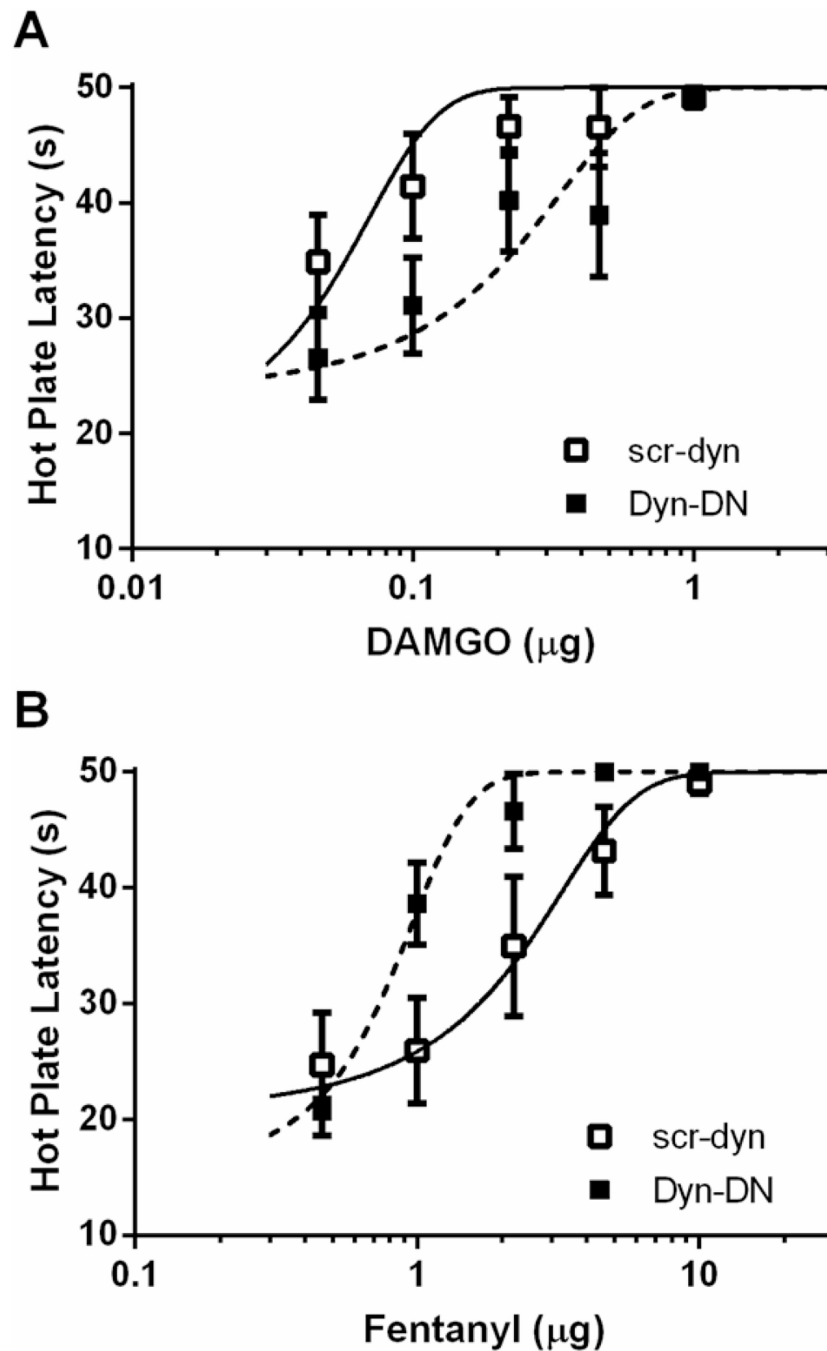 A
50
40
30
20
10
Hot Plate Latency (s)
scr-dyn
Dyn-DN
0.01
0.1
1
DAMGO (μg)
B
50
40
30
20
10
Hot Plate Latency (s)
scr-dyn
Dyn-DN
0.1
1
10
Fentanyl (μg)